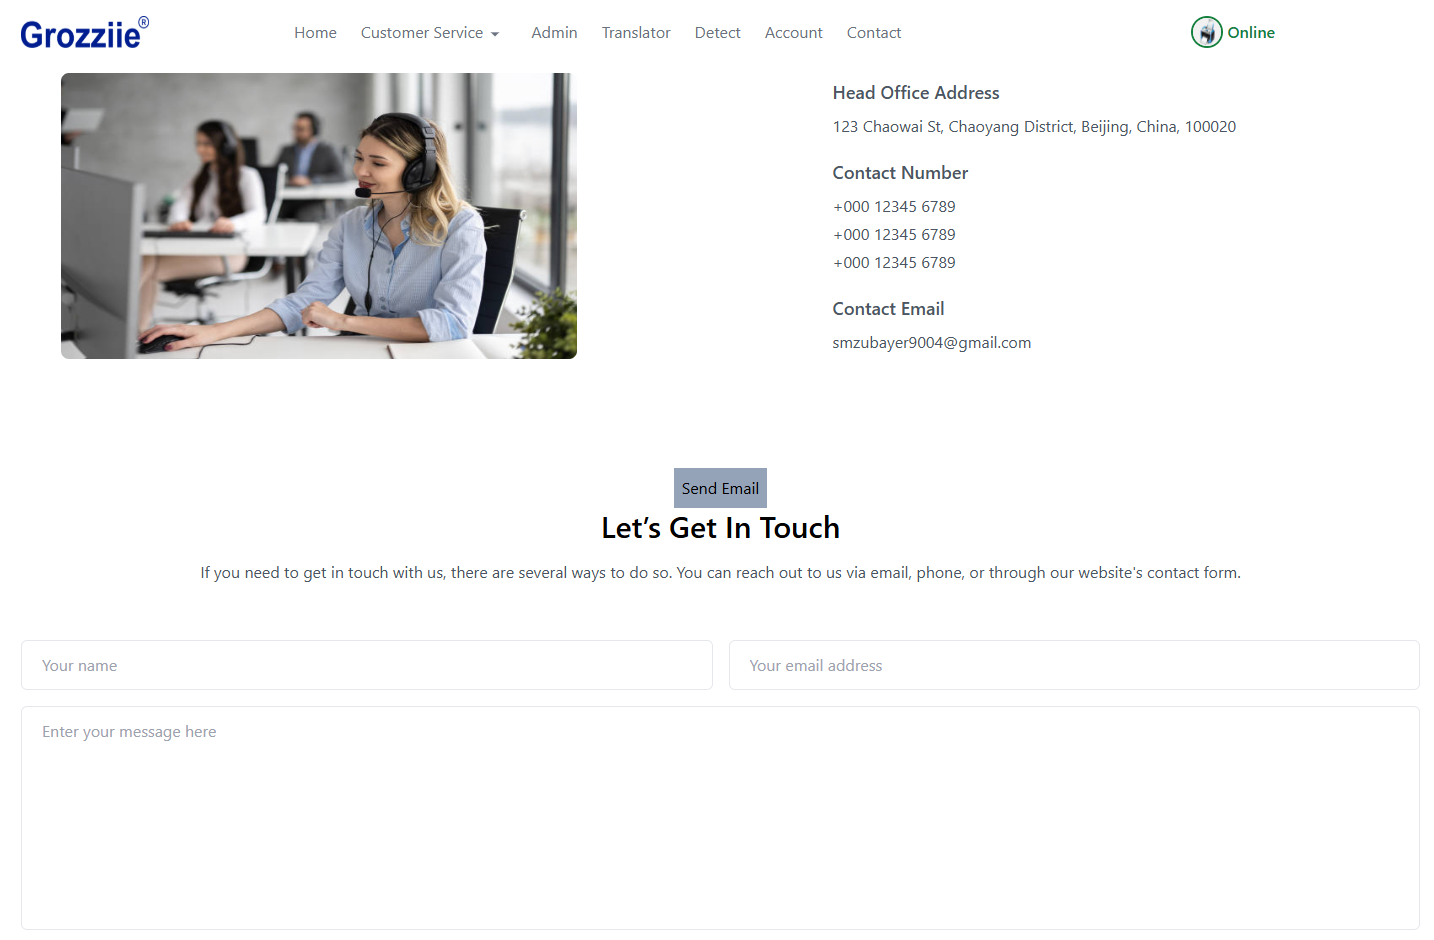 Grozziie®
Home Customer Service Admin Translator Detect Account Contact
Online
Head Office Address
123 Chaowai St, Chaoyang District, Beijing, China, 100020
Contact Number
+000 12345 6789
+000 12345 6789
+000 12345 6789
Contact Email
smzubayer9004@gmail.com
Send Email
Let’s Get In Touch
If you need to get in touch with us, there are several ways to do so. You can reach out to us via email, phone, or through our website's contact form.
Your name
Your email address
Enter your message here